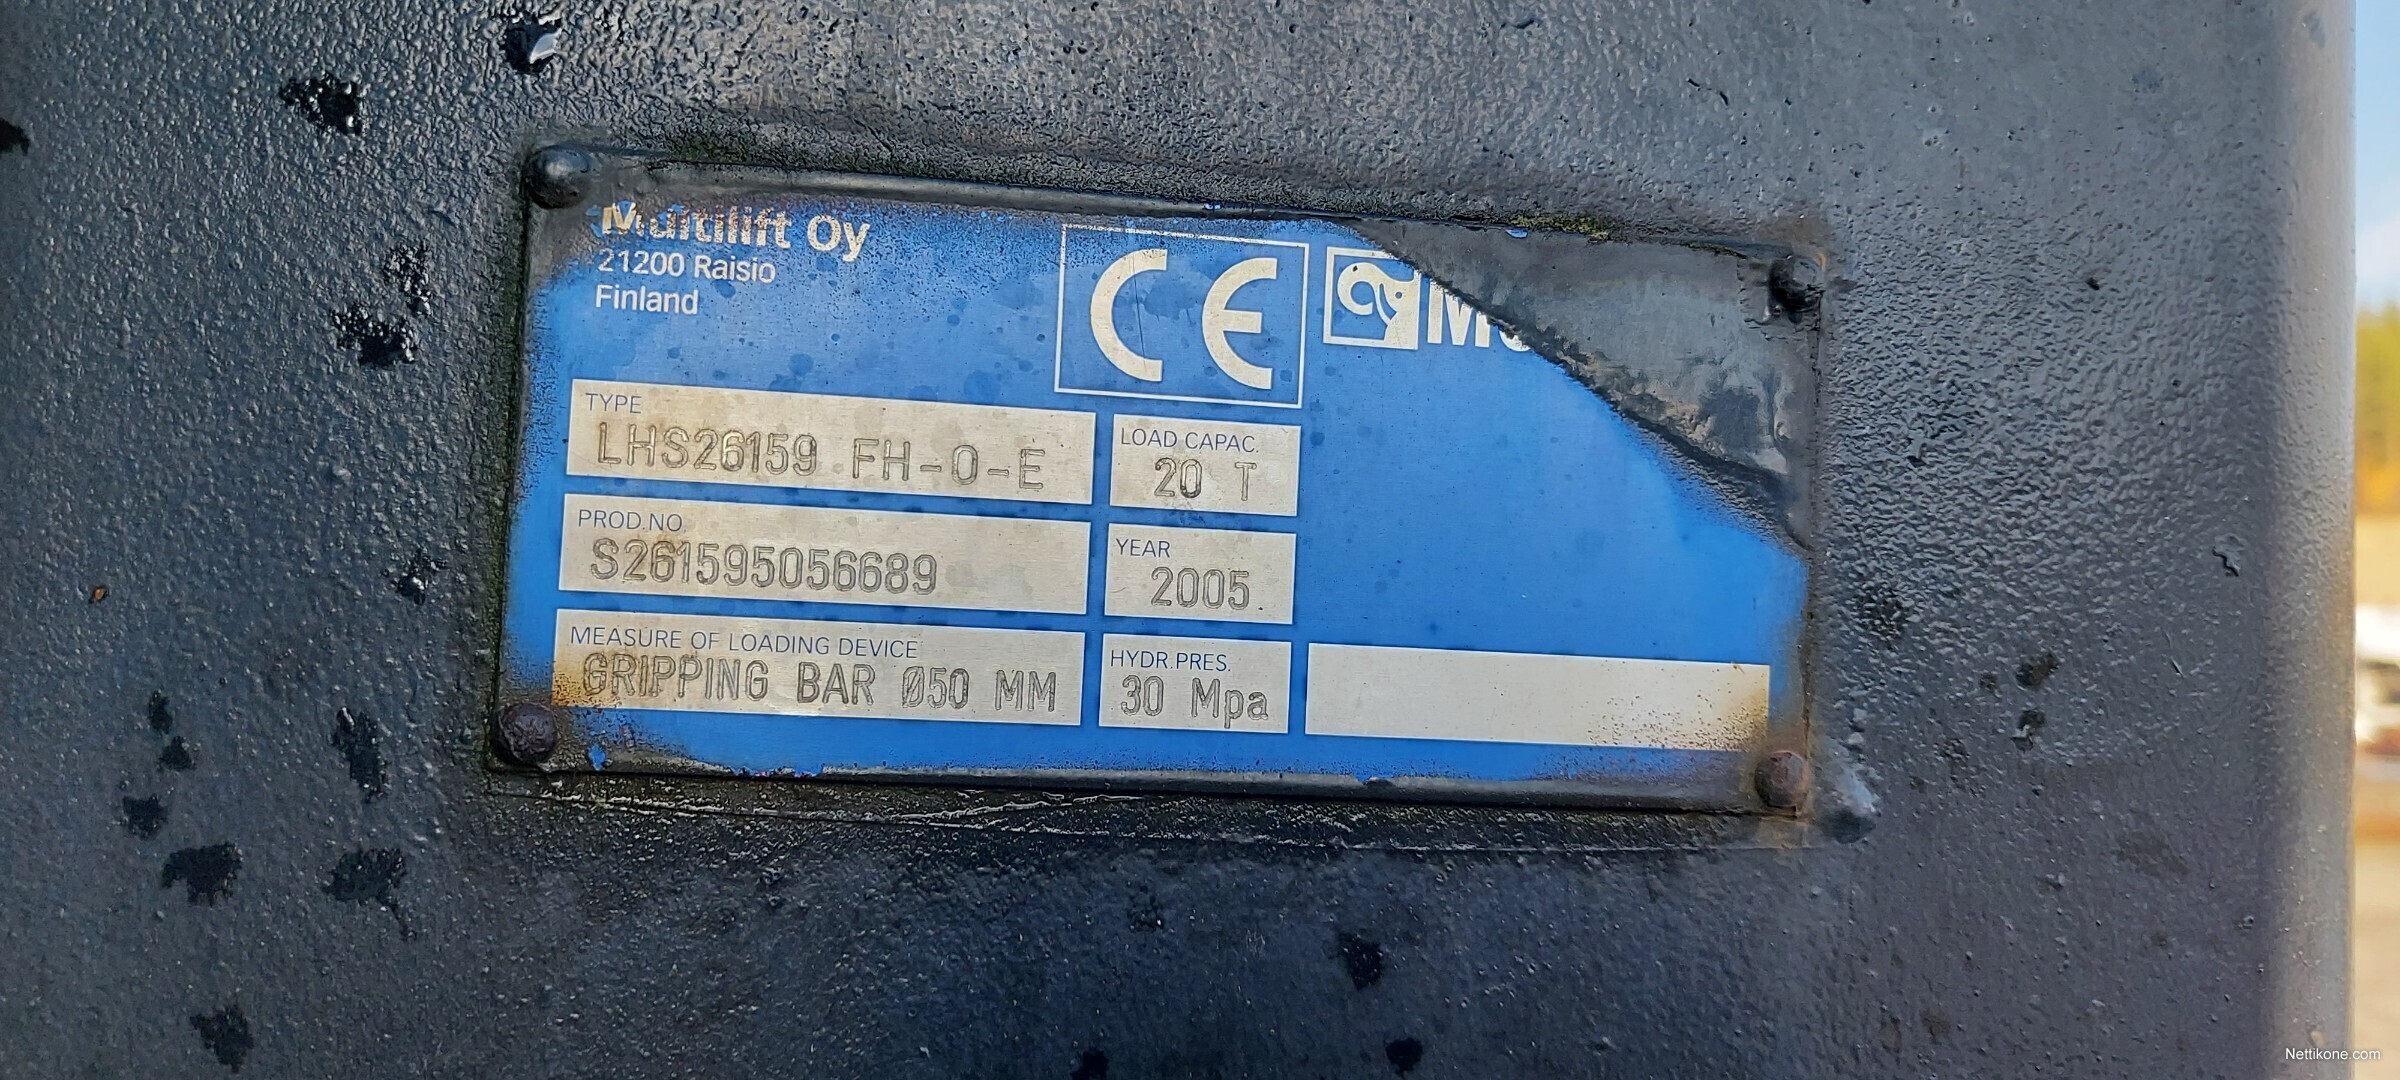 Multilift Oy
21200 Raisio
Finland
CE
TYPE
LHS26159 FH-O-E
LOAD CAPAC.
20 T
PROD.NO.
S261595056689
YEAR
2005
MEASURE OF LOADING DEVICE
GRIPPING BAR Ø50 MM
HYDR.PRES.
30 Mpa
Nettikone.com